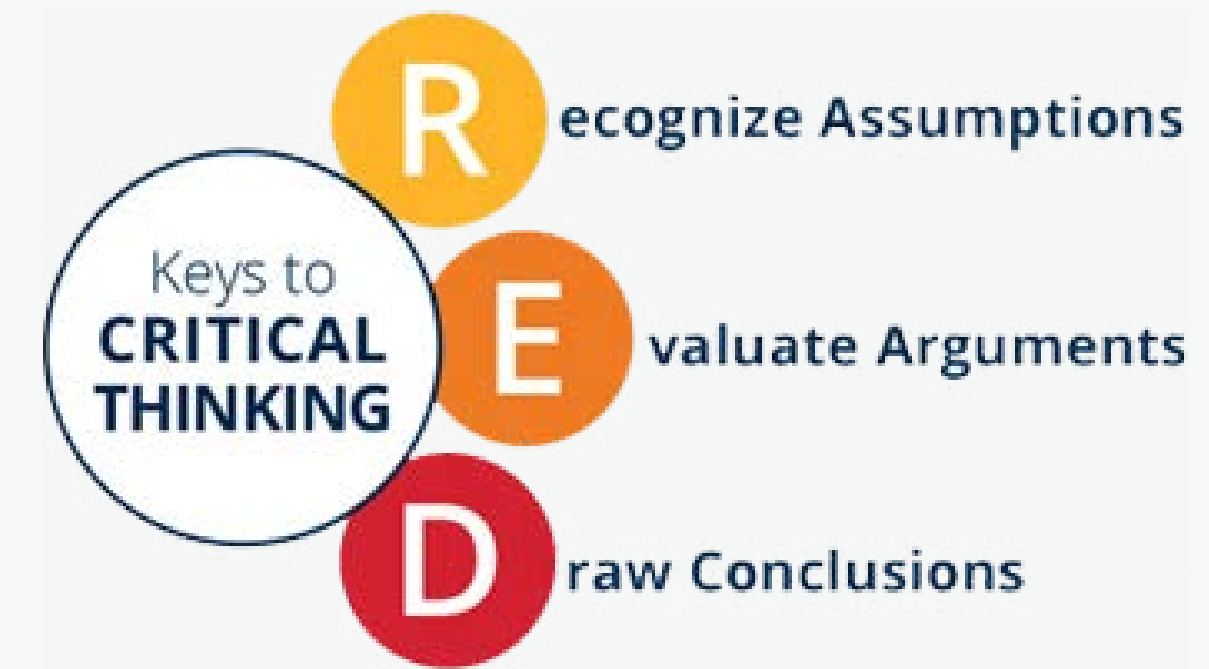 Recognize Assumptions
Keys to
CRITICAL
THINKING
Evaluate Arguments
Draw Conclusions